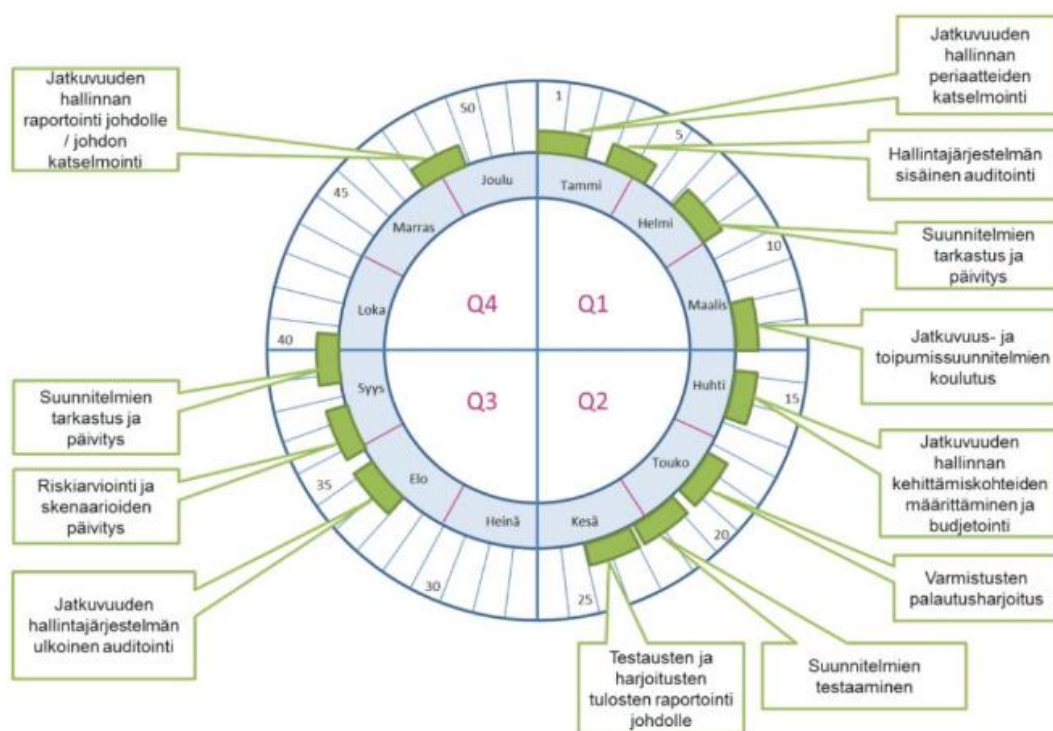 Jatkuvuuden
hallinnan
periaatteiden
katselmointi
Jatkuvuuden
hallinnan
raportointi johdolle
/ johdon
katselmointi
Hallintajärjestelmän
sisäinen auditointi
Suunnitelmien
tarkastus ja
päivitys
Jatkuvuus- ja
toipumissuunnitelmien
koulutus
Jatkuvuuden
hallinnan
kehittämiskohteiden
määrittäminen ja
budjetointi
Varmistusten
palautusharjoitus
Suunnitelmien
testaaminen
Testausten ja
harjoitusten
tulosten raportointi
johdolle
Jatkuvuuden
hallintajärjestelmän
ulkoinen auditointi
Riskiarviointi ja
skenaarioiden
päivitys
Suunnitelmien
tarkastus ja
päivitys
1
5
10
15
20
25
30
35
40
45
50
Tammi
Helmi
Maalis
Huhti
Touko
Kesä
Heinä
Elo
Syys
Loka
Marras
Joulu
Q4
Q1
Q3
Q2